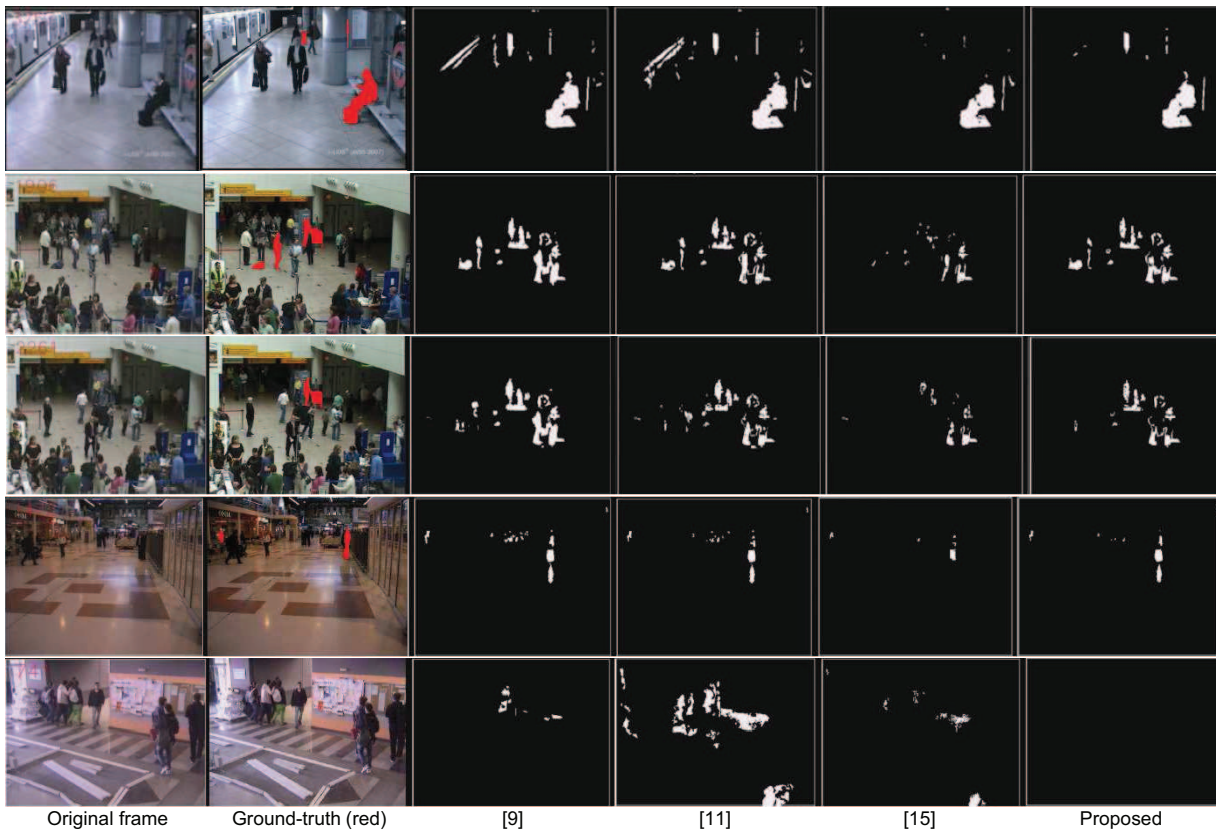 Original frame
Ground-truth (red)
[9]
[11]
[15]
Proposed